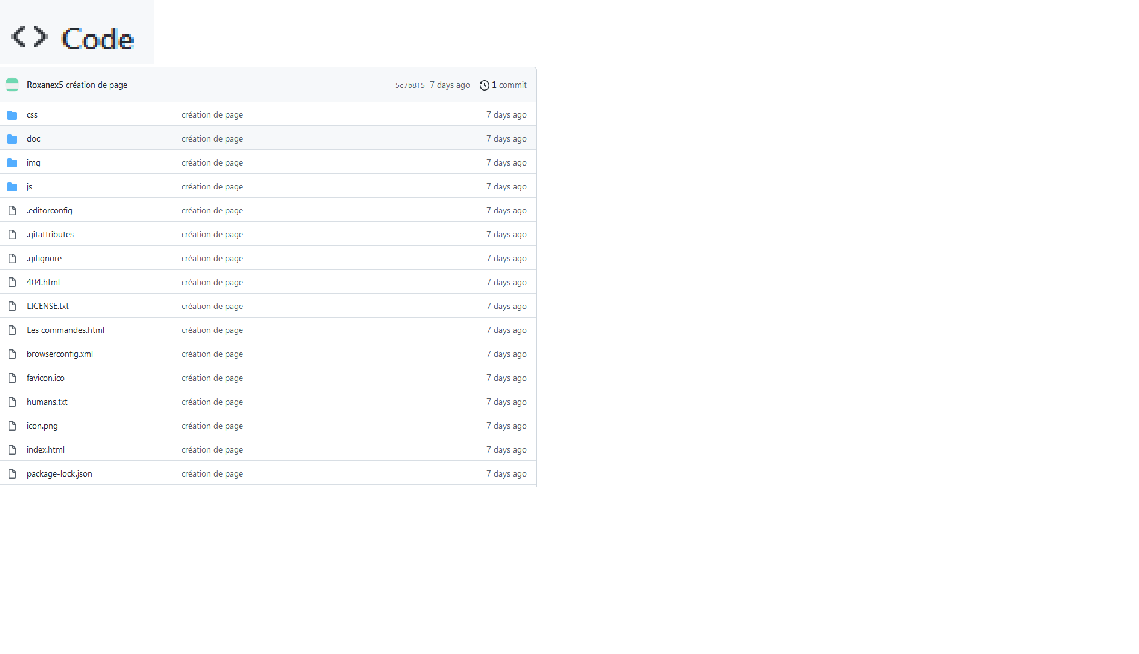 <> Code
RoxanexS création de page 7 days ago 1 commit
css création de page 7 days ago
doc création de page 7 days ago
img création de page 7 days ago
js création de page 7 days ago
.editorconfig création de page 7 days ago
.gitattributes création de page 7 days ago
.gitignore création de page 7 days ago
404.html création de page 7 days ago
LICENSE.txt création de page 7 days ago
Les commandes.html création de page 7 days ago
browserconfig.xml création de page 7 days ago
favicon.ico création de page 7 days ago
humans.txt création de page 7 days ago
icon.png création de page 7 days ago
index.html création de page 7 days ago
package-lock.json création de page 7 days ago